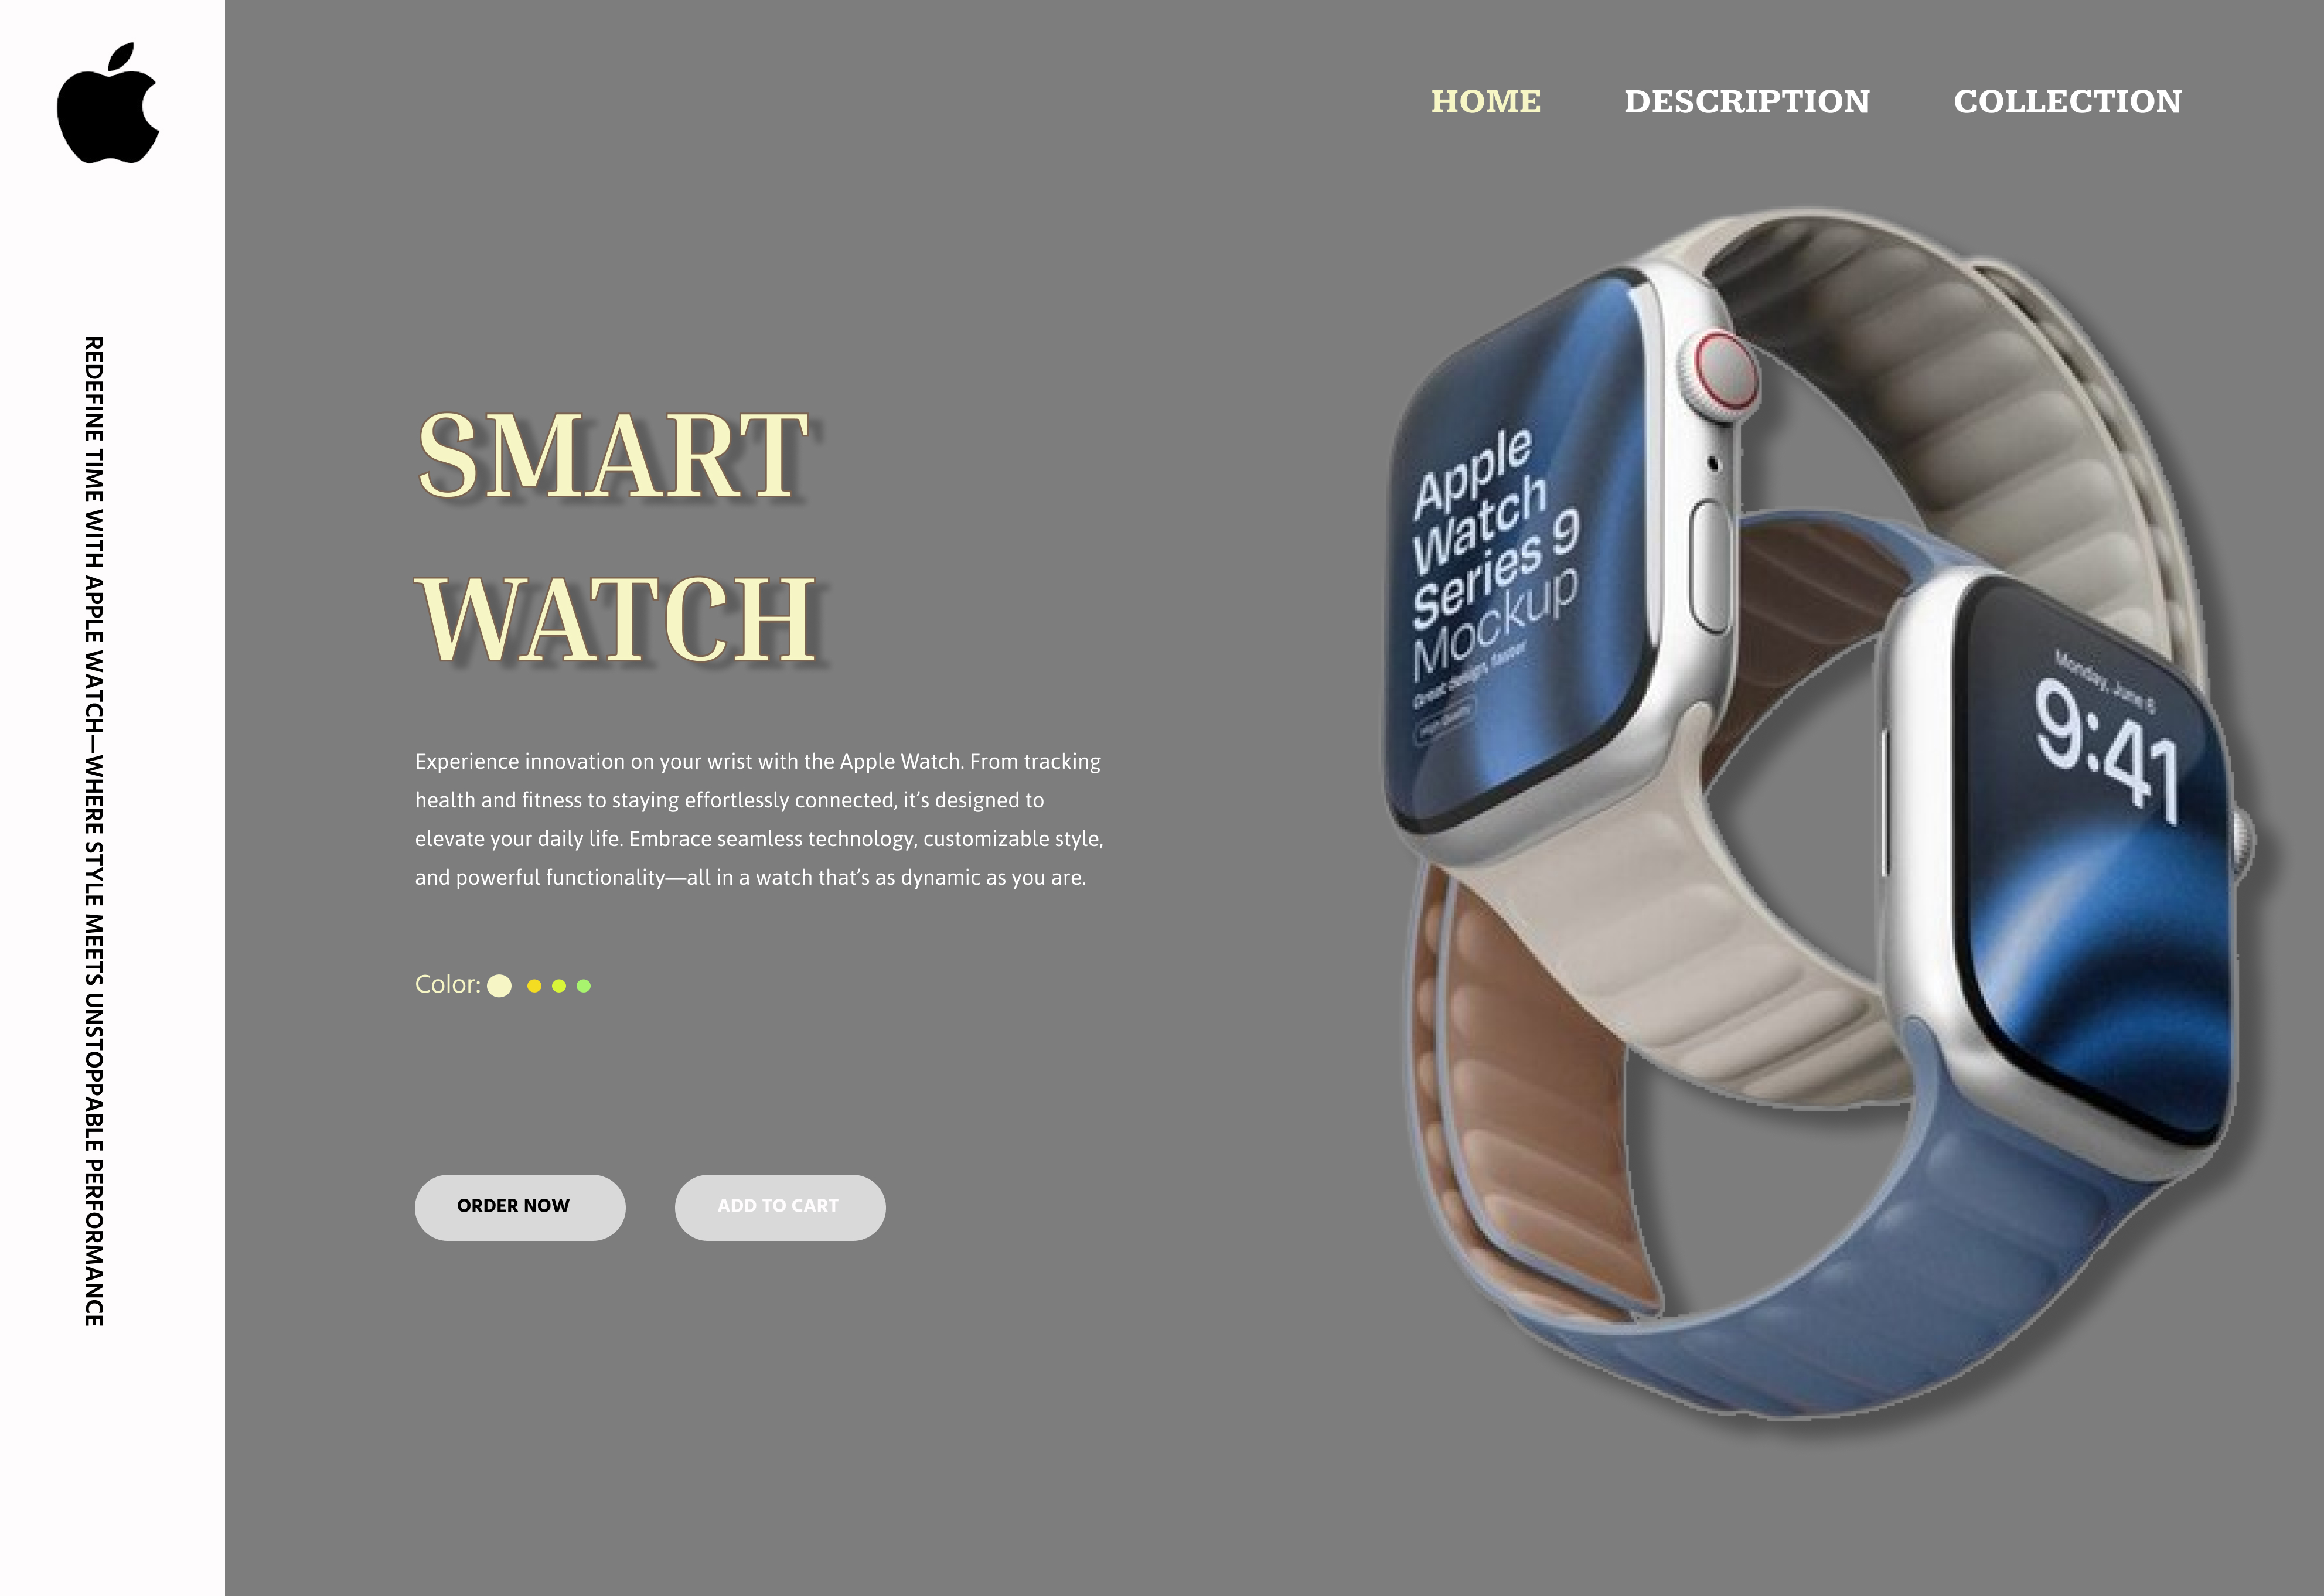 HOME
DESCRIPTION
COLLECTION
REDEFINE TIME WITH APPLE WATCH—WHERE STYLE MEETS UNSTOPPABLE PERFORMANCE
SMART
WATCH
Experience innovation on your wrist with the Apple Watch. From tracking
health and fitness to staying effortlessly connected, it’s designed to
elevate your daily life. Embrace seamless technology, customizable style,
and powerful functionality—all in a watch that’s as dynamic as you are.
Color:
ORDER NOW
ADD TO CART
Apple
Watch
Series 9
Mockup
Great design, faster
Monday, June
9:41